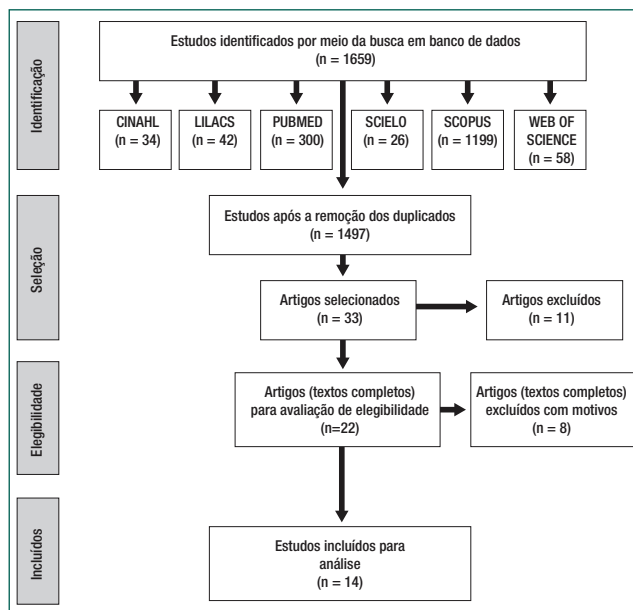 Identificação
Estudos identificados por meio da busca em banco de dados
(n = 1659)
CINAHL
(n = 34)
LILACS
(n = 42)
PUBMED
(n = 300)
SCIELO
(n = 26)
SCOPUS
(n = 1199)
WEB OF
SCIENCE
(n = 58)
Seleção
Estudos após a remoção dos duplicados
(n = 1497)
Artigos selecionados
(n = 33)
Artigos excluídos
(n = 11)
Elegibilidade
Artigos (textos completos)
para avaliação de elegibilidade
(n=22)
Artigos (textos completos)
excluídos com motivos
(n = 8)
Incluídos
Estudos incluídos para
análise
(n = 14)